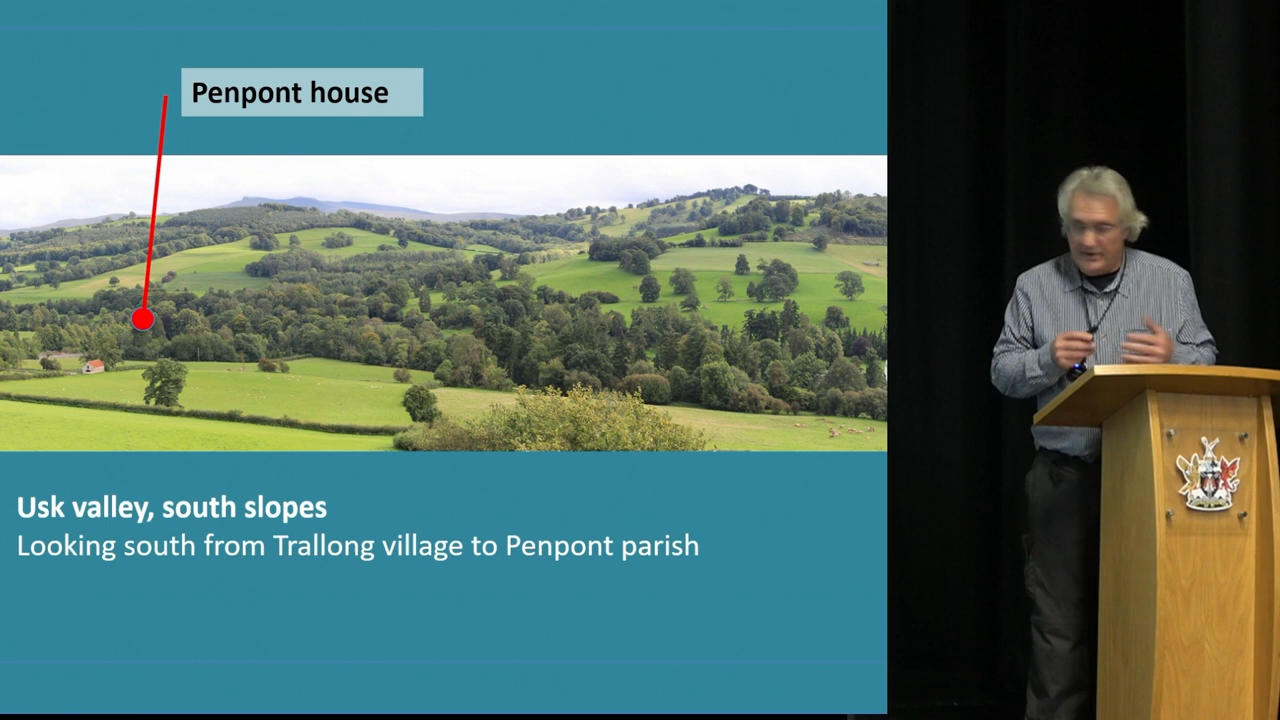 Penpont house
Usk valley, south slopes
Looking south from Trallong village to Penpont parish